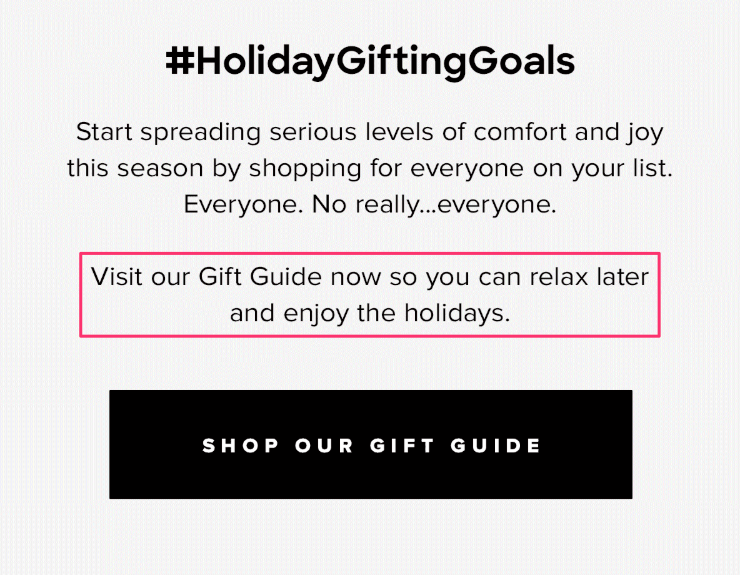 #HolidayGiftingGoals
Start spreading serious levels of comfort and joy
this season by shopping for everyone on your list.
Everyone. No really...everyone.
Visit our Gift Guide now so you can relax later
and enjoy the holidays.
SHOP OUR GIFT GUIDE